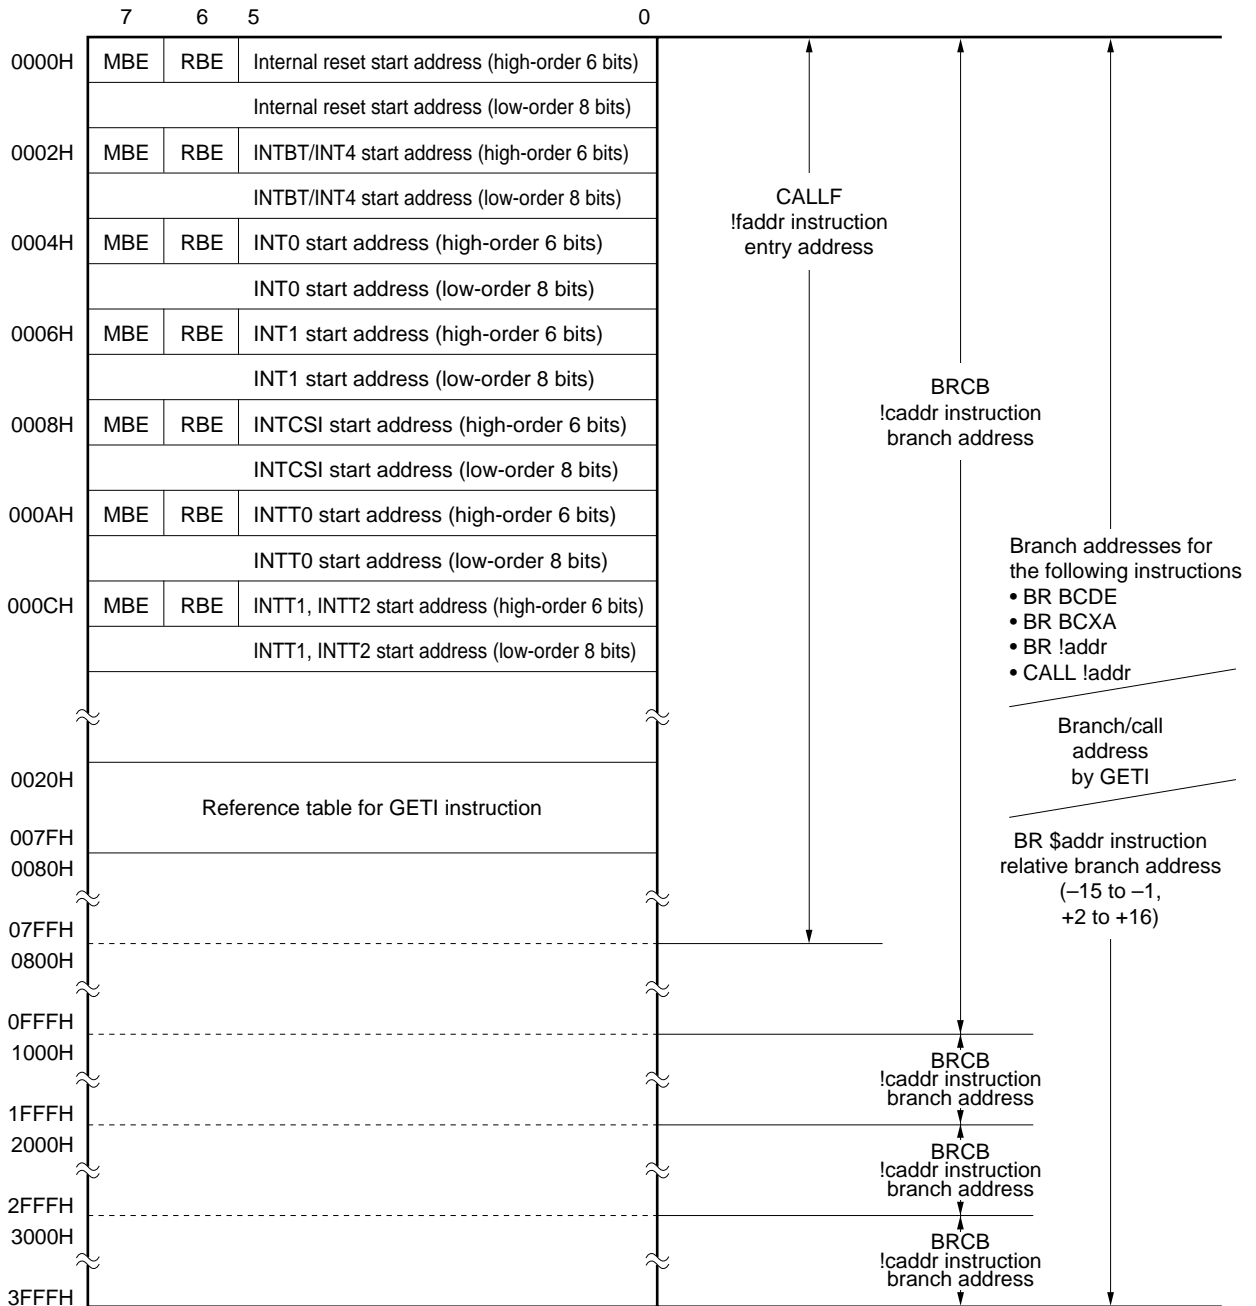 7 6 5 0
0000H MBE RBE Internal reset start address (high-order 6 bits)
Internal reset start address (low-order 8 bits)
0002H MBE RBE INTBT/INT4 start address (high-order 6 bits)
INTBT/INT4 start address (low-order 8 bits)
0004H MBE RBE INT0 start address (high-order 6 bits)
INT0 start address (low-order 8 bits)
0006H MBE RBE INT1 start address (high-order 6 bits)
INT1 start address (low-order 8 bits)
0008H MBE RBE INTCSI start address (high-order 6 bits)
INTCSI start address (low-order 8 bits)
000AH MBE RBE INTT0 start address (high-order 6 bits)
INTT0 start address (low-order 8 bits)
000CH MBE RBE INTT1, INTT2 start address (high-order 6 bits)
INTT1, INTT2 start address (low-order 8 bits)
0020H
Reference table for GETI instruction
007FH
0080H
07FFH
0800H
0FFFH
1000H
1FFFH
2000H
2FFFH
3000H
3FFFH
CALLF
!faddr instruction
entry address
BRCB
!caddr instruction
branch address
BRCB
!caddr instruction
branch address
BRCB
!caddr instruction
branch address
BRCB
!caddr instruction
branch address
Branch addresses for
the following instructions
• BR BCDE
• BR BCXA
• BR !addr
• CALL !addr
Branch/call
address
by GETI
BR $addr instruction
relative branch address
(–15 to –1,
+2 to +16)